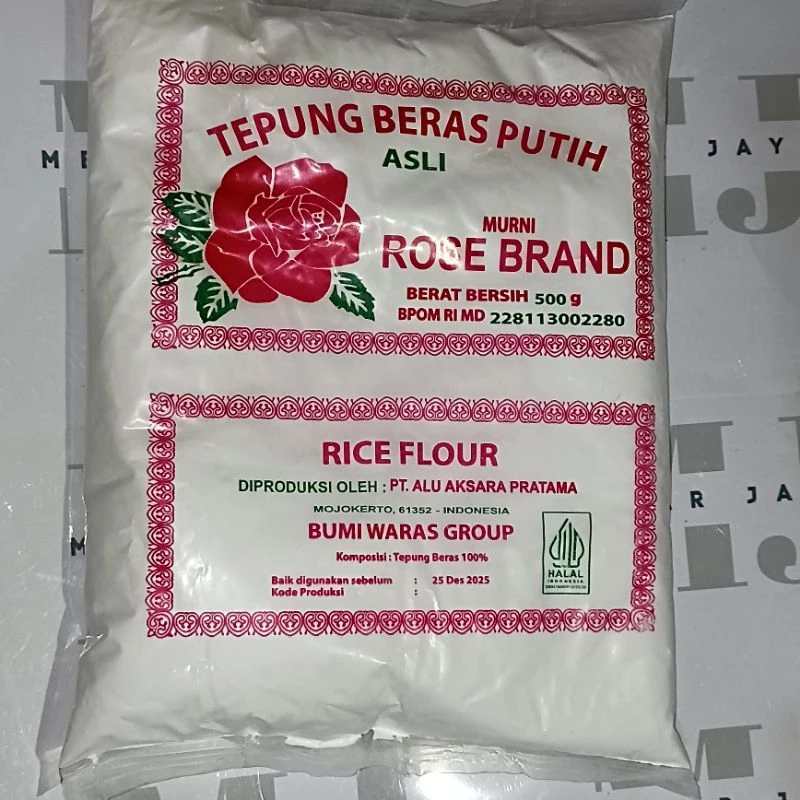 TEPUNG BERAS PUTIH
ASLI
MURNI
ROSE BRAND
BERAT BERSIH 500 g
BPOM RI MD 228113002280
RICE FLOUR
DIPRODUKSI OLEH : PT. ALU AKSARA PRATAMA
MOJOKERTO, 61352 - INDONESIA
BUMI WARAS GROUP
Komposisi : Tepung Beras 100%
Baik digunakan sebelum : 25 Des 2025
Kode Produksi :
HALAL
INDONESIA